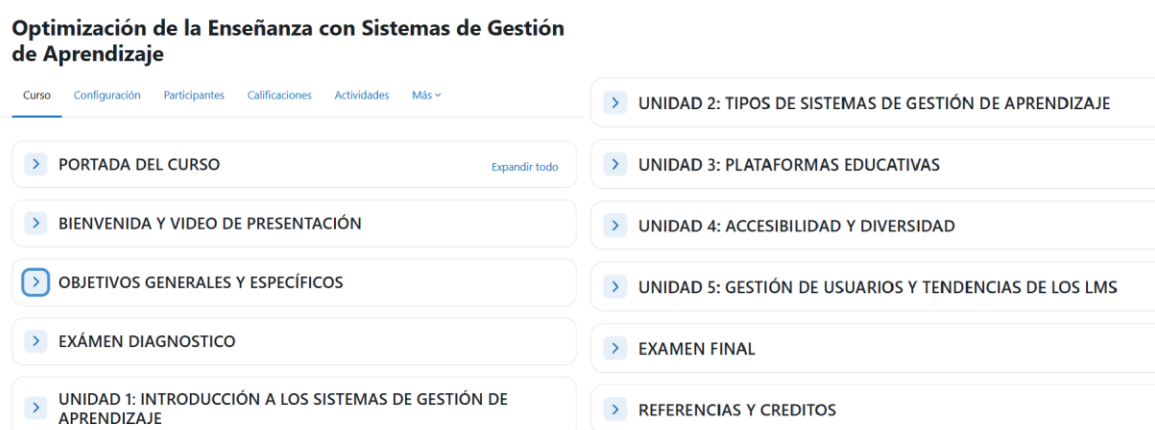 Optimización de la Enseñanza con Sistemas de Gestión
de Aprendizaje
Curso Configuración Participantes Calificaciones Actividades Más
PORTADA DEL CURSO Expandir todo
BIENVENIDA Y VIDEO DE PRESENTACIÓN
OBJETIVOS GENERALES Y ESPECÍFICOS
EXÁMEN DIAGNOSTICO
UNIDAD 1: INTRODUCCIÓN A LOS SISTEMAS DE GESTIÓN DE
APRENDIZAJE
UNIDAD 2: TIPOS DE SISTEMAS DE GESTIÓN DE APRENDIZAJE
UNIDAD 3: PLATAFORMAS EDUCATIVAS
UNIDAD 4: ACCESIBILIDAD Y DIVERSIDAD
UNIDAD 5: GESTIÓN DE USUARIOS Y TENDENCIAS DE LOS LMS
EXAMEN FINAL
REFERENCIAS Y CREDITOS